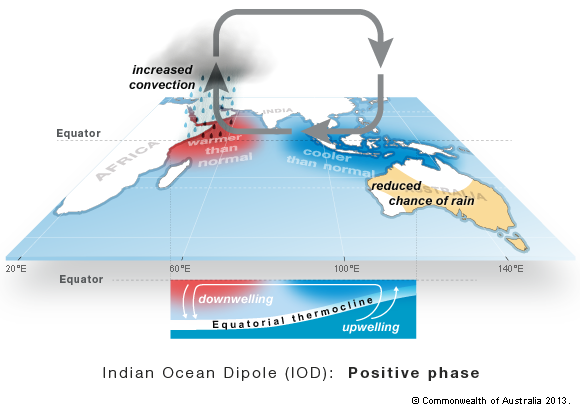 increased
convection
INDIA
Equator
AFRICA
warmer
than
normal
cooler
than normal
AUSTRALIA
reduced
chance of rain
20°E
60°E
100°E
140°E
Equator
downwelling
Equatorial thermocline
upwelling
Indian Ocean Dipole (IOD): Positive phase
© Commonwealth of Australia 2013.